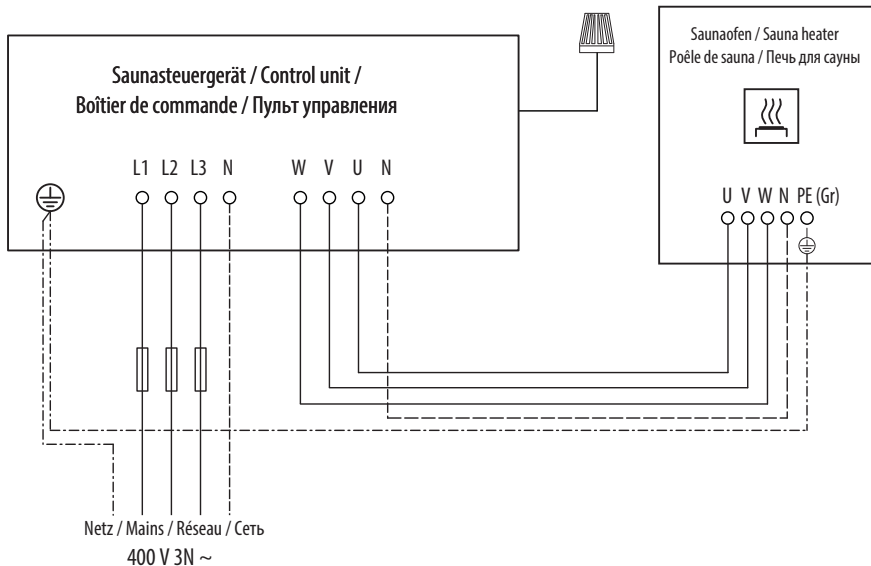 Saunasteuergerät / Control unit /
Boîtier de commande / Пульт управления
L1 L2 L3 N W V U N
Saunaofen / Sauna heater
Poêle de sauna / Печь для сауны
U V W N PE (Gr)
Netz / Mains / Réseau / Сеть
400 V 3N ~